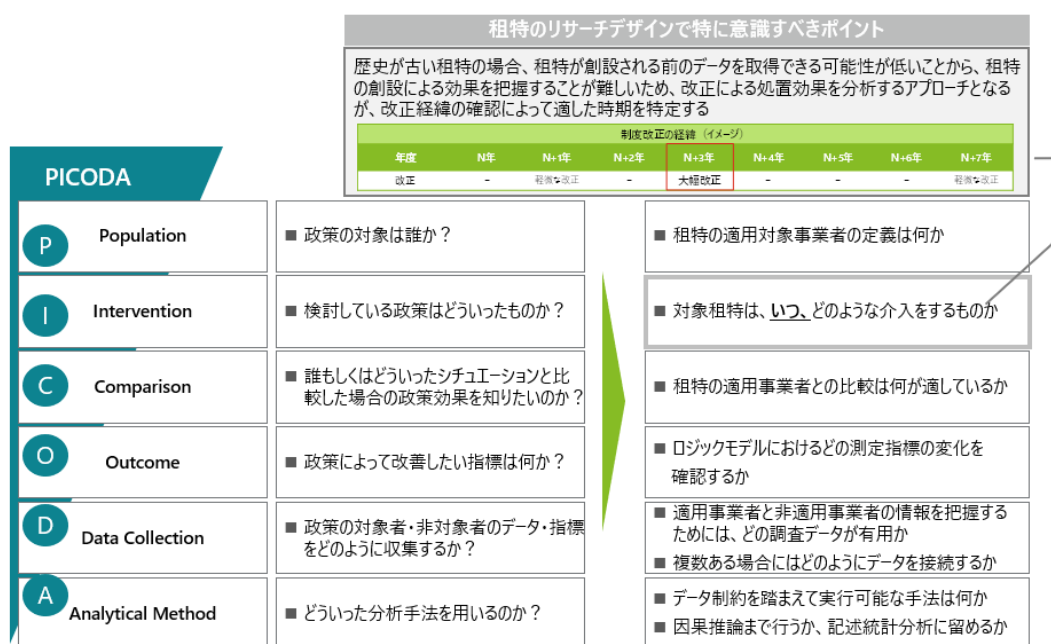 租特のリサーチデザインで特に意識すべきポイント
歴史が古い租特の場合、租特が創設される前のデータを取得できる可能性が低いことから、租特
の創設による効果を把握することが難しいため、改正による処置効果を分析するアプローチとなる
が、改正経緯の確認によって適した時期を特定する
制度改正の経緯（イメージ）
年度 N年 N+1年 N+2年 N+3年 N+4年 N+5年 N+6年 N+7年
改正 - 軽微な改正 - 大幅改正 - - - 軽微な改正
PICODA
P Population ■ 政策の対象は誰か？ ■ 租特の適用対象事業者の定義は何か
I Intervention ■ 検討している政策はどういったものか？ ■ 対象租特は、いつ、どのような介入をするものか
C Comparison
■ 誰もしくはどういったシチュエーションと比
較した場合の政策効果を知りたいのか？
■ 租特の適用事業者との比較は何が適しているか
O Outcome ■ 政策によって改善したい指標は何か？
■ ロジックモデルにおけるどの測定指標の変化を
確認するか
D Data Collection
■ 政策の対象者・非対象者のデータ・指標
をどのように収集するか？
■ 適用事業者と非適用事業者の情報を把握する
ためには、どの調査データが有用か
■ 複数ある場合にはどのようにデータを接続するか
A Analytical Method ■ どういった分析手法を用いるのか？
■ データ制約を踏まえて実行可能な手法は何か
■ 因果推論まで行うか、記述統計分析に留めるか